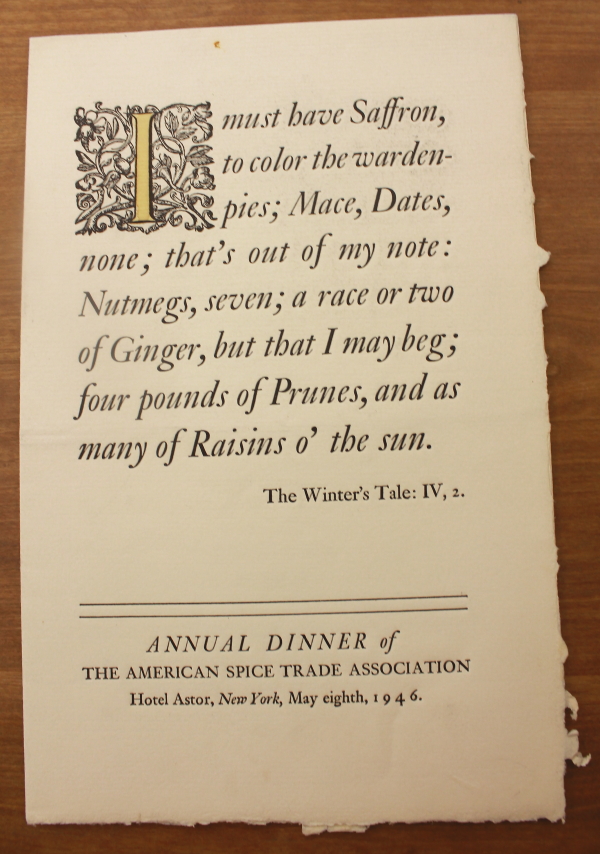 I must have Saffron,
to color the warden-
pies; Mace, Dates,
none; that's out of my note:
Nutmegs, seven; a race or two
of Ginger, but that I may beg;
four pounds of Prunes, and as
many of Raisins o' the sun.
The Winter's Tale: IV, 2.
ANNUAL DINNER of
THE AMERICAN SPICE TRADE ASSOCIATION
Hotel Astor, New York, May eighth, 1946.